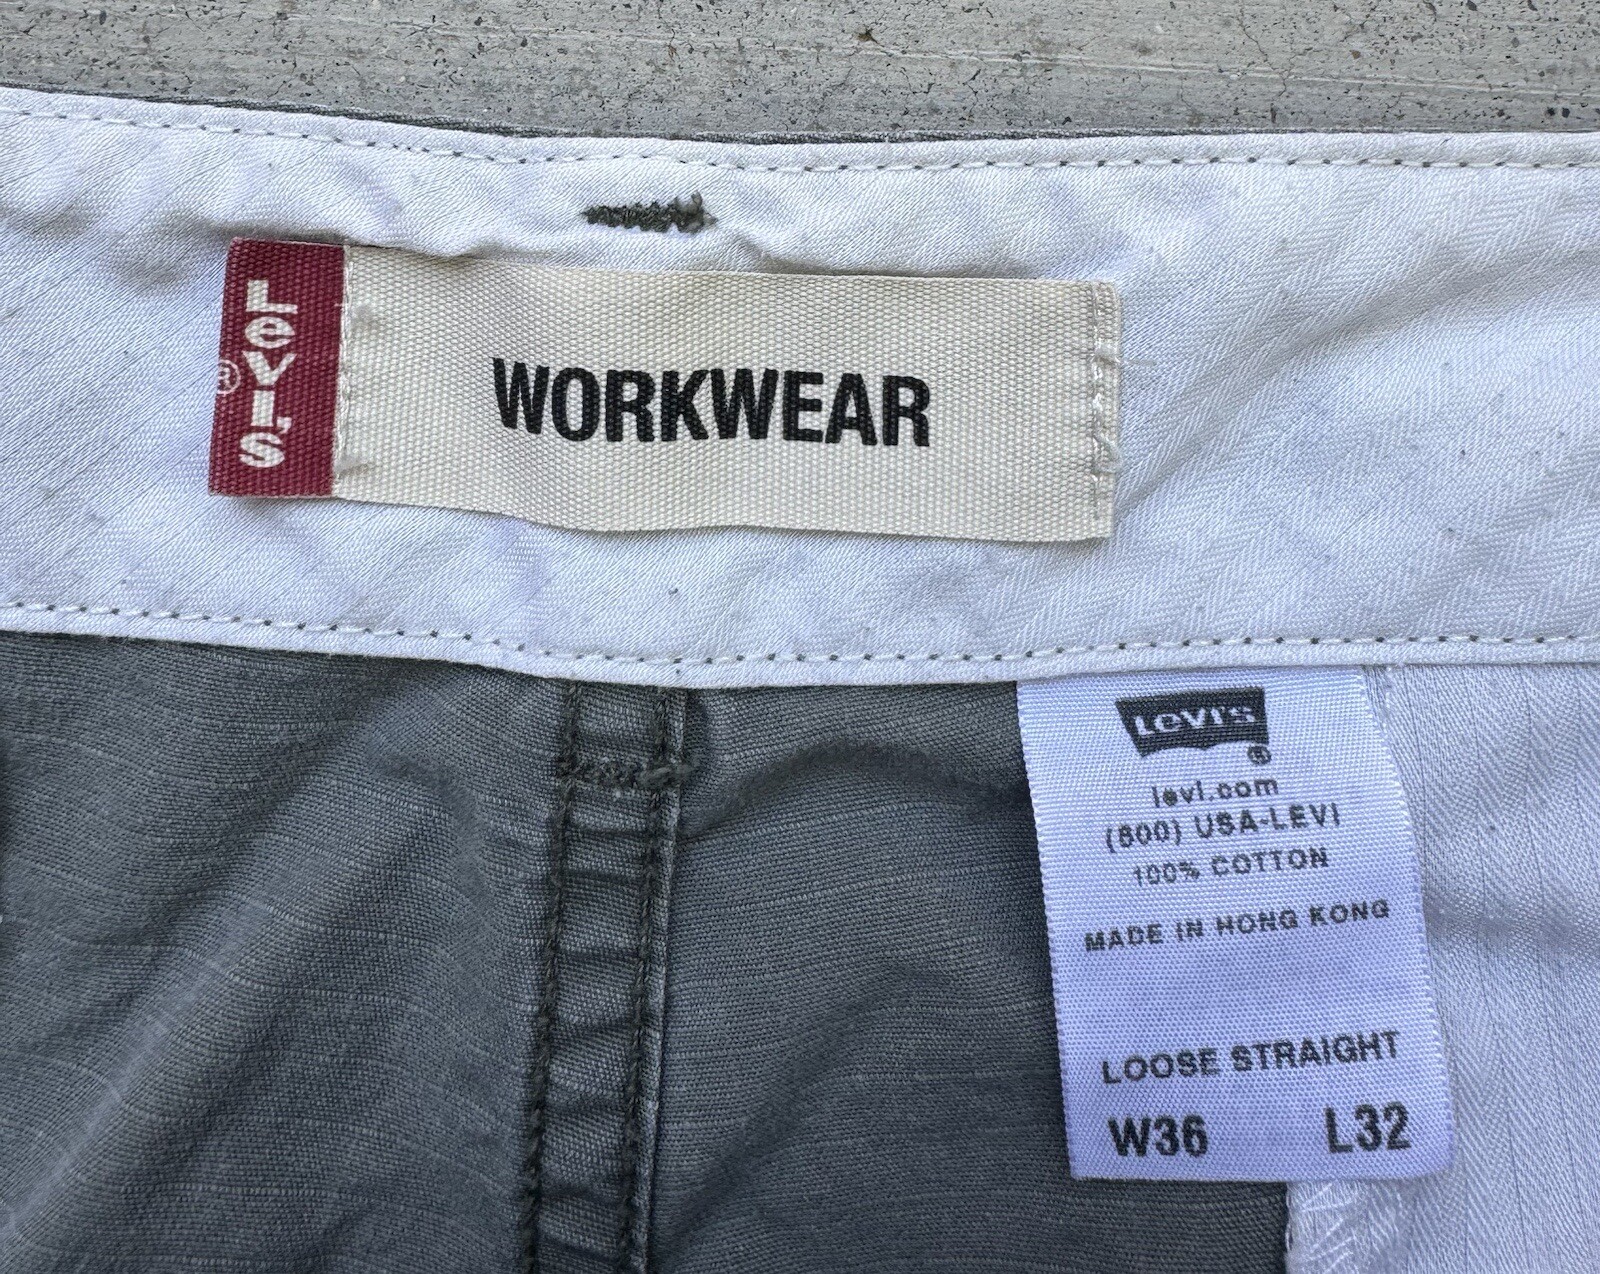 Levi's
®
WORKWEAR
Levi's
®
levi.com
(800) USA-LEVI
100% COTTON
MADE IN HONG KONG
LOOSE STRAIGHT
W36 L32